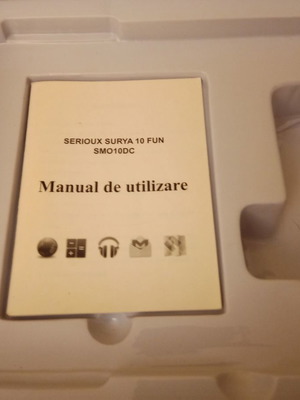 SERIOUX SURYA 10 FUN
SMO10DC
Manual de utilizare